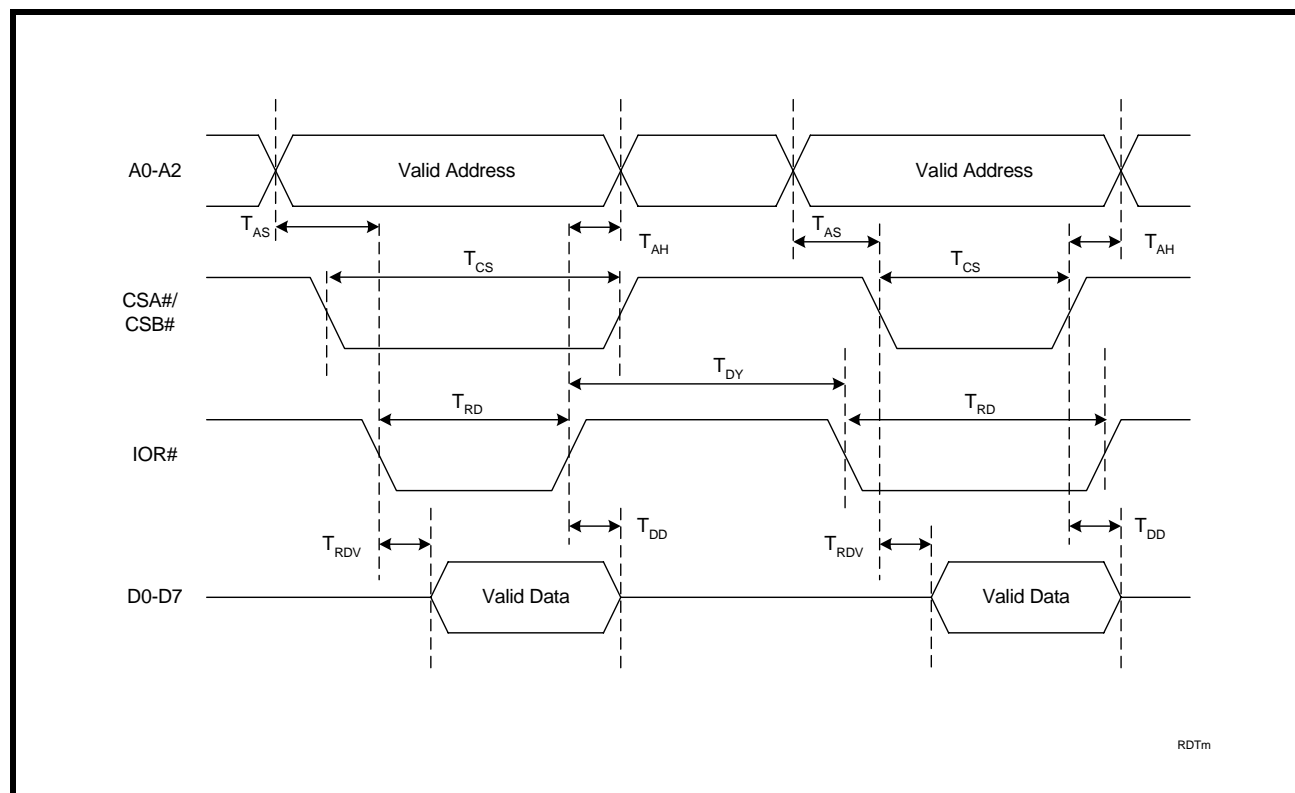 A0-A2
Valid Address
Valid Address
TAS
TAH
TAS
TAH
TCS
TCS
CSA#/
CSB#
TDY
TRD
TRD
IOR#
TRDV
TDD
TRDV
TDD
D0-D7
Valid Data
Valid Data
RDTm